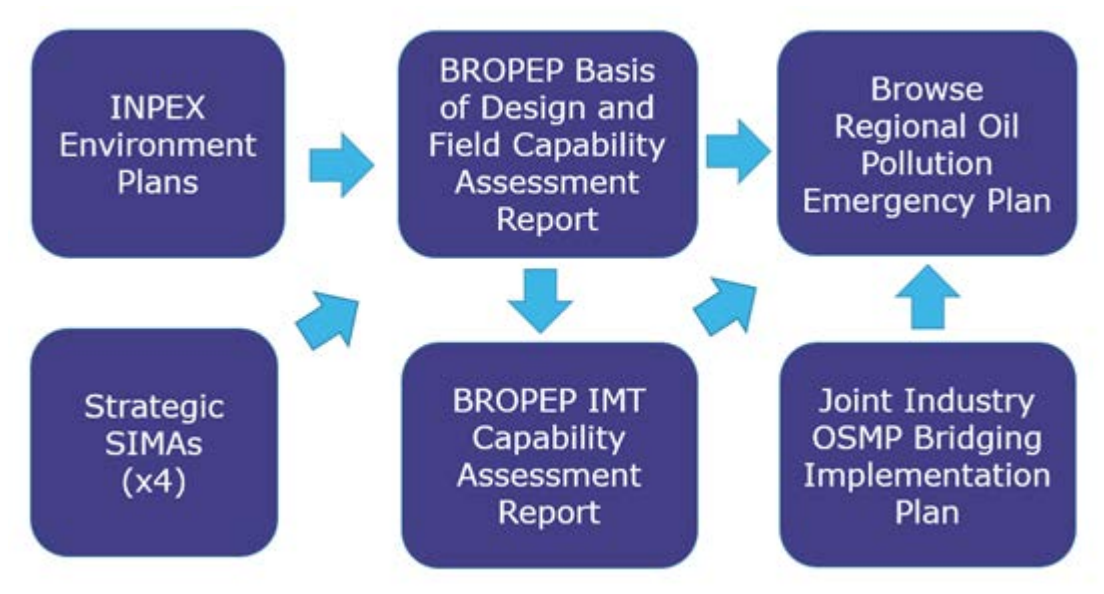 INPEX
Environment
Plans
BROPEP Basis
of Design and
Field Capability
Assessment
Report
Browse
Regional Oil
Pollution
Emergency Plan
Strategic
SIMAs
(x4)
BROPEP IMT
Capability
Assessment
Report
Joint Industry
OSMP Bridging
Implementation
Plan